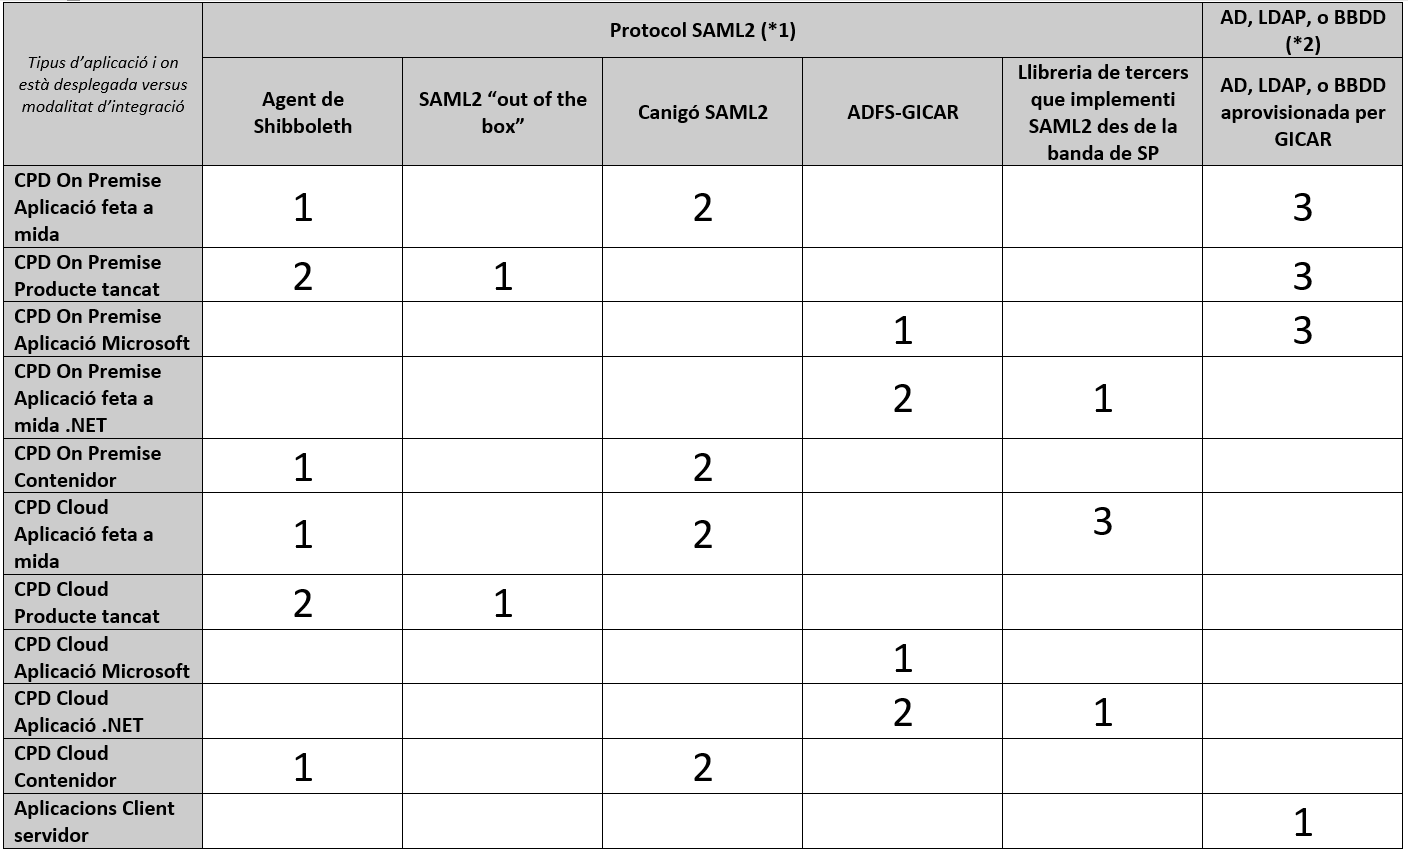 Tipus d’aplicació i on
està desplegada versus
modalitat d’integració
Protocol SAML2 (*1)
AD, LDAP, o BBDD
(*2)
Agent de
Shibboleth
SAML2 “out of the
box”
Canigó SAML2
ADFS-GICAR
Llibreria de tercers
que implementi
SAML2 des de la
banda de SP
AD, LDAP, o BBDD
aprovisionada per
GICAR
CPD On Premise
Aplicació feta a
mida
1
2
3
CPD On Premise
Producte tancat
2
1
3
CPD On Premise
Aplicació Microsoft
1
3
CPD On Premise
Aplicació feta a
mida .NET
2
1
CPD On Premise
Contenidor
1
2
CPD Cloud
Aplicació feta a
mida
1
2
3
CPD Cloud
Producte tancat
2
1
CPD Cloud
Aplicació Microsoft
1
CPD Cloud
Aplicació .NET
2
1
CPD Cloud
Contenidor
1
2
Aplicacions Client
servidor
1